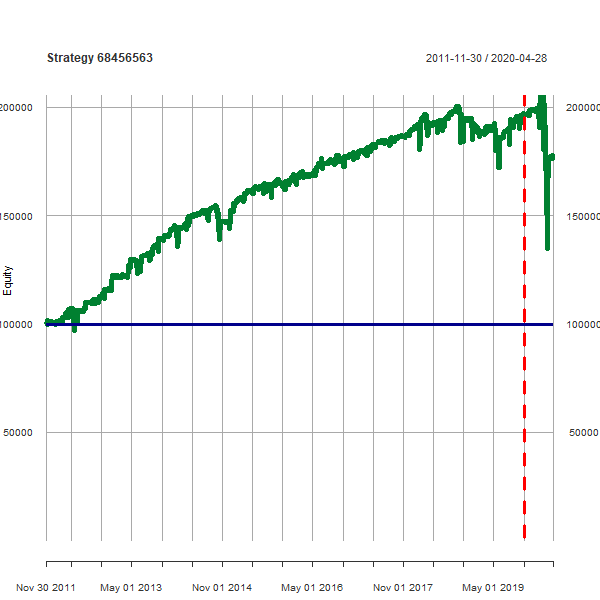 Strategy 68456563
2011-11-30 / 2020-04-28
200000
200000
150000
150000
Equity
100000
100000
50000
50000
Nov 30 2011
May 01 2013
Nov 01 2014
May 01 2016
Nov 01 2017
May 01 2019